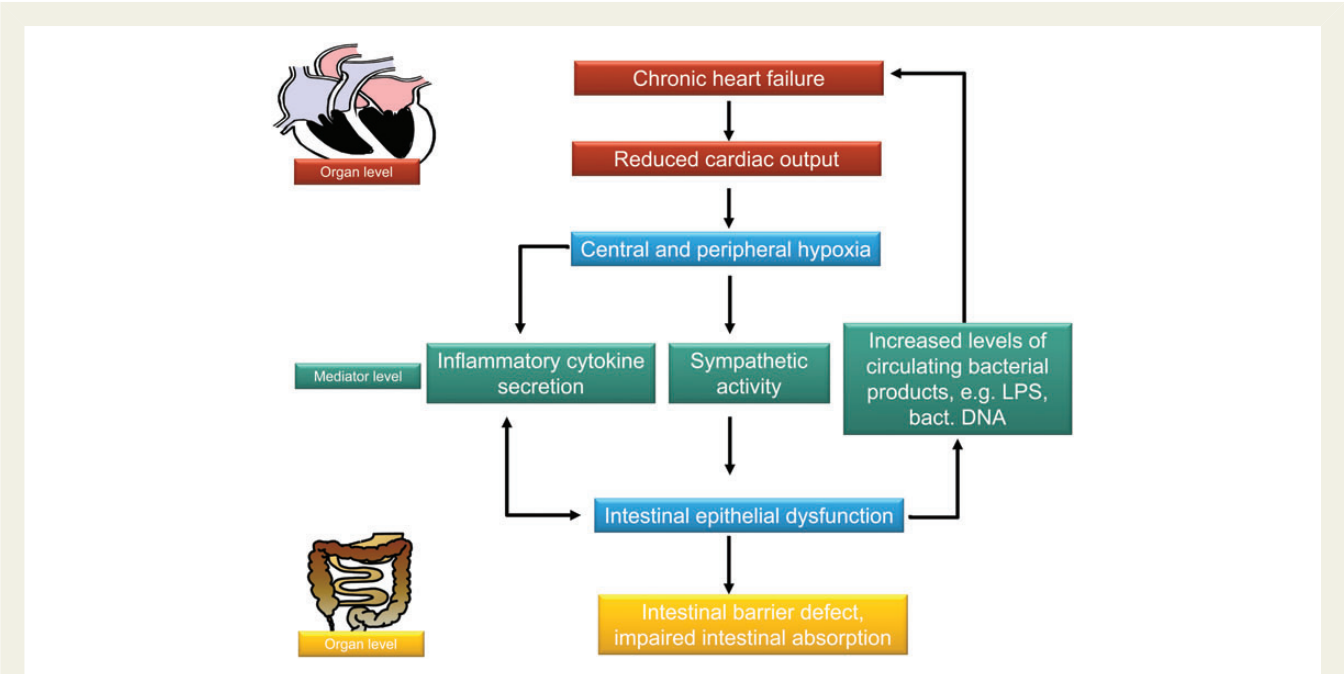 Chronic heart failure
Organ level
Reduced cardiac output
Central and peripheral hypoxia
Mediator level
Inflammatory cytokine
secretion
Sympathetic
activity
Increased levels of
circulating bacterial
products, e.g. LPS,
bact. DNA
Intestinal epithelial dysfunction
Organ level
Intestinal barrier defect,
impaired intestinal absorption